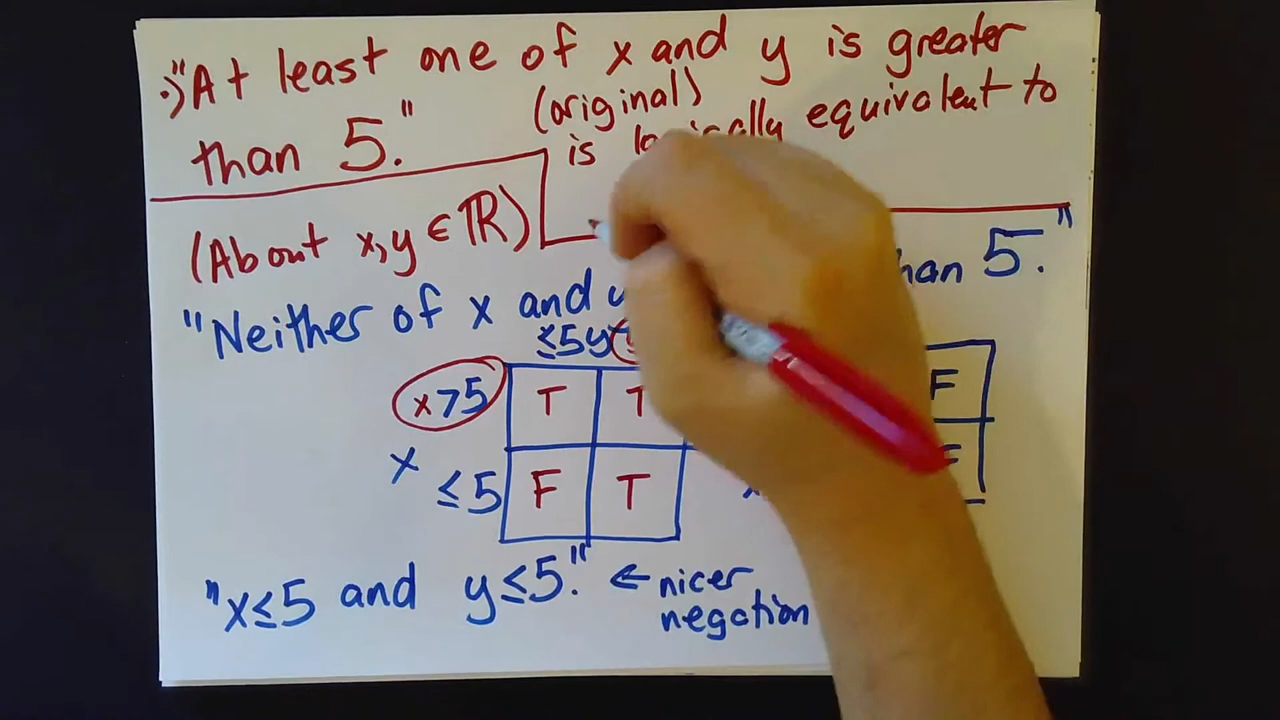 ·) "At least one of x and y is greater
than 5."
(original)
is logically equivalent to
(About x,y ∈ ℝ)
"Neither of x and than 5."
≤5 y
x>5 T T F
x ≤5 F T
"x≤5 and y≤5." ← nicer
negation